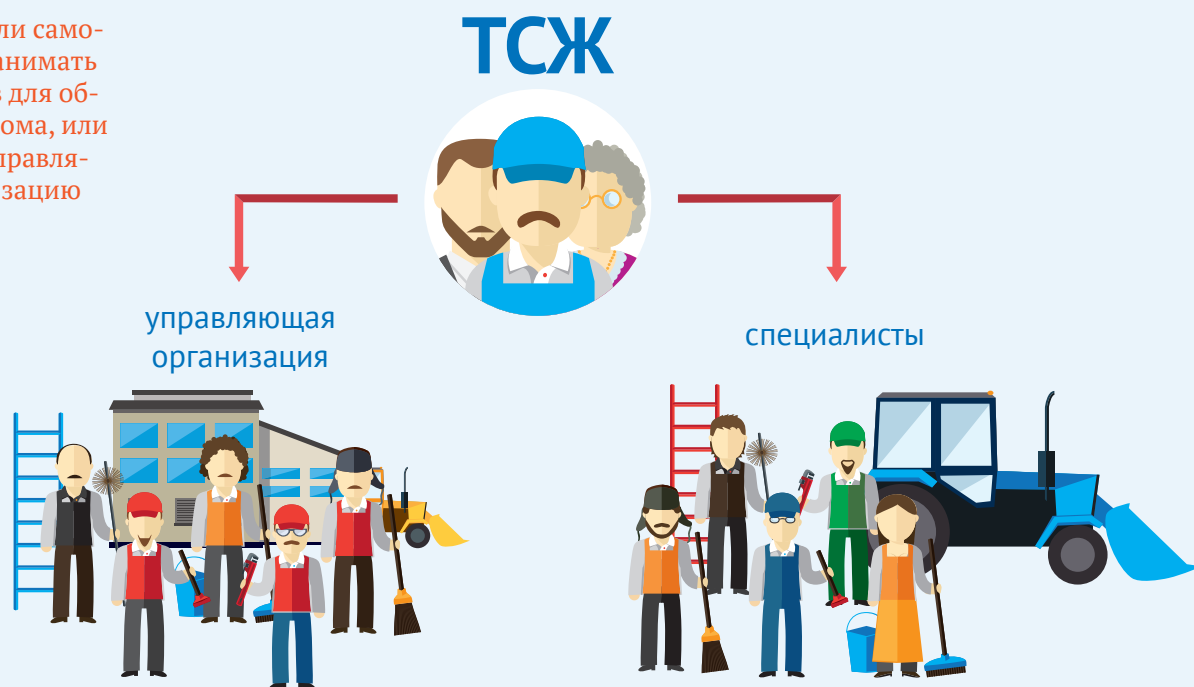 ли само-
анимать
в для об-
ома, или
правля-
зацию
ТСЖ
управляющая
организация
специалисты